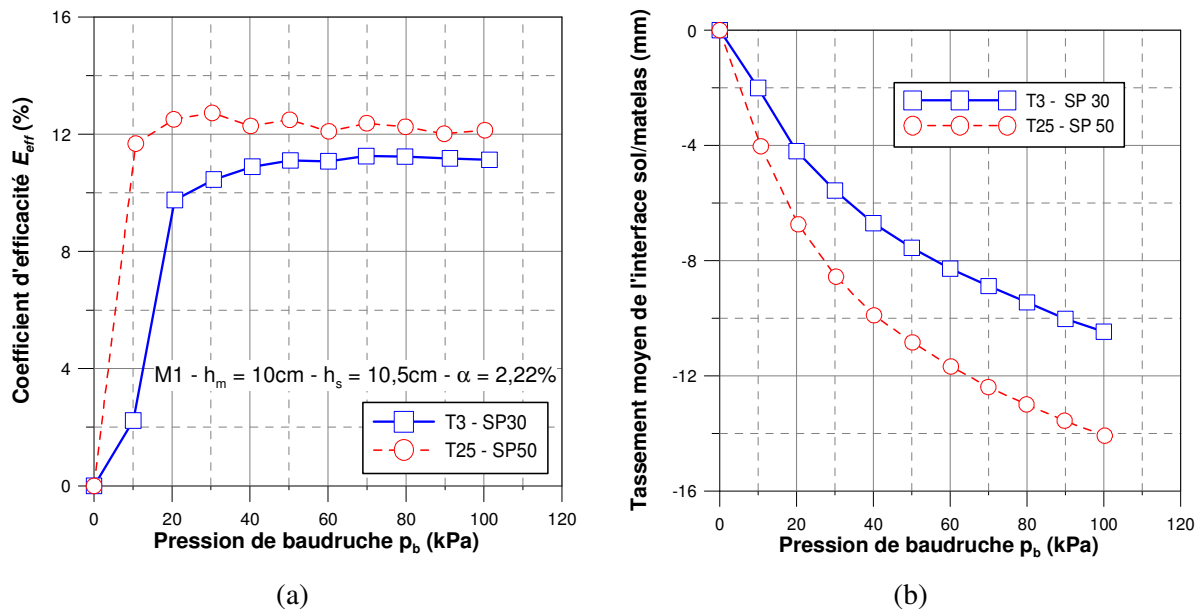 16
12
8
4
0
Coefficient d'efficacité E_eff (%)
M1 - h_m = 10cm - h_s = 10,5cm - α = 2,22%
T3 - SP30
T25 - SP50
0 20 40 60 80 100 120
Pression de baudruche p_b (kPa)
(a)
0
-4
-8
-12
-16
Tassement moyen de l'interface sol/matelas (mm)
T3 - SP 30
T25 - SP 50
0 20 40 60 80 100 120
Pression de baudruche p_b (kPa)
(b)